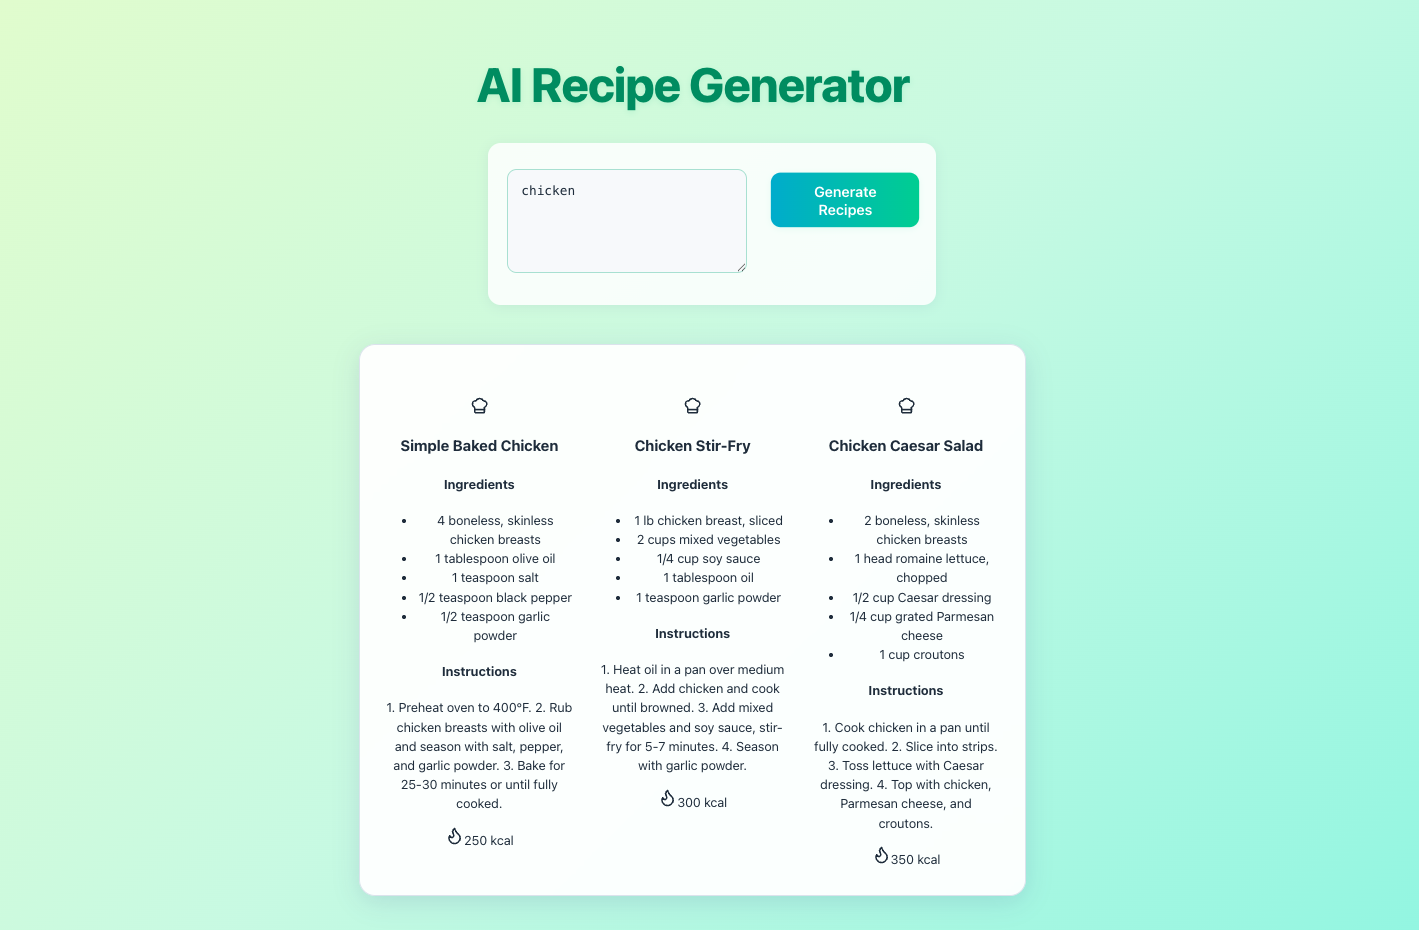 AI Recipe Generator
chicken
Generate
Recipes
Simple Baked Chicken
Ingredients
4 boneless, skinless
chicken breasts
1 tablespoon olive oil
1 teaspoon salt
1/2 teaspoon black pepper
1/2 teaspoon garlic
powder
Instructions
1. Preheat oven to 400°F. 2. Rub
chicken breasts with olive oil
and season with salt, pepper,
and garlic powder. 3. Bake for
25-30 minutes or until fully
cooked.
250 kcal
Chicken Stir-Fry
Ingredients
1 lb chicken breast, sliced
2 cups mixed vegetables
1/4 cup soy sauce
1 tablespoon oil
1 teaspoon garlic powder
Instructions
1. Heat oil in a pan over medium
heat. 2. Add chicken and cook
until browned. 3. Add mixed
vegetables and soy sauce, stir-
fry for 5-7 minutes. 4. Season
with garlic powder.
300 kcal
Chicken Caesar Salad
Ingredients
2 boneless, skinless
chicken breasts
1 head romaine lettuce,
chopped
1/2 cup Caesar dressing
1/4 cup grated Parmesan
cheese
1 cup croutons
Instructions
1. Cook chicken in a pan until
fully cooked. 2. Slice into strips.
3. Toss lettuce with Caesar
dressing. 4. Top with chicken,
Parmesan cheese, and
croutons.
350 kcal